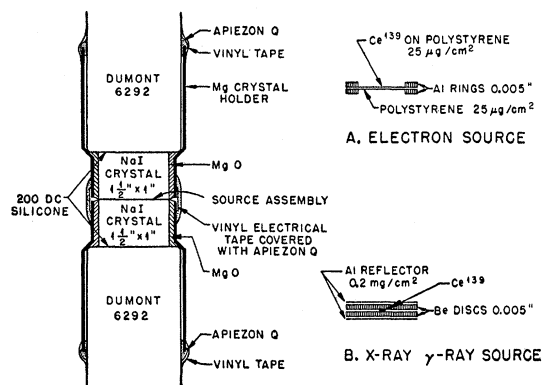 APIEZON Q
VINYL TAPE
DUMONT
6292
Mg CRYSTAL
HOLDER
NaI
CRYSTAL
1 1/2" x 1"
MgO
200 DC
SILICONE
SOURCE ASSEMBLY
NaI
CRYSTAL
1 1/2" x 1"
VINYL ELECTRICAL
TAPE COVERED
WITH APIEZON Q
MgO
DUMONT
6292
APIEZON Q
VINYL TAPE
Ce139 ON POLYSTYRENE
25 μg/cm2
Al RINGS 0.005"
POLYSTYRENE 25 μg/cm2
A. ELECTRON SOURCE
Al REFLECTOR
0.2 mg/cm2
Ce139
Be DISCS 0.005"
B. X-RAY γ-RAY SOURCE